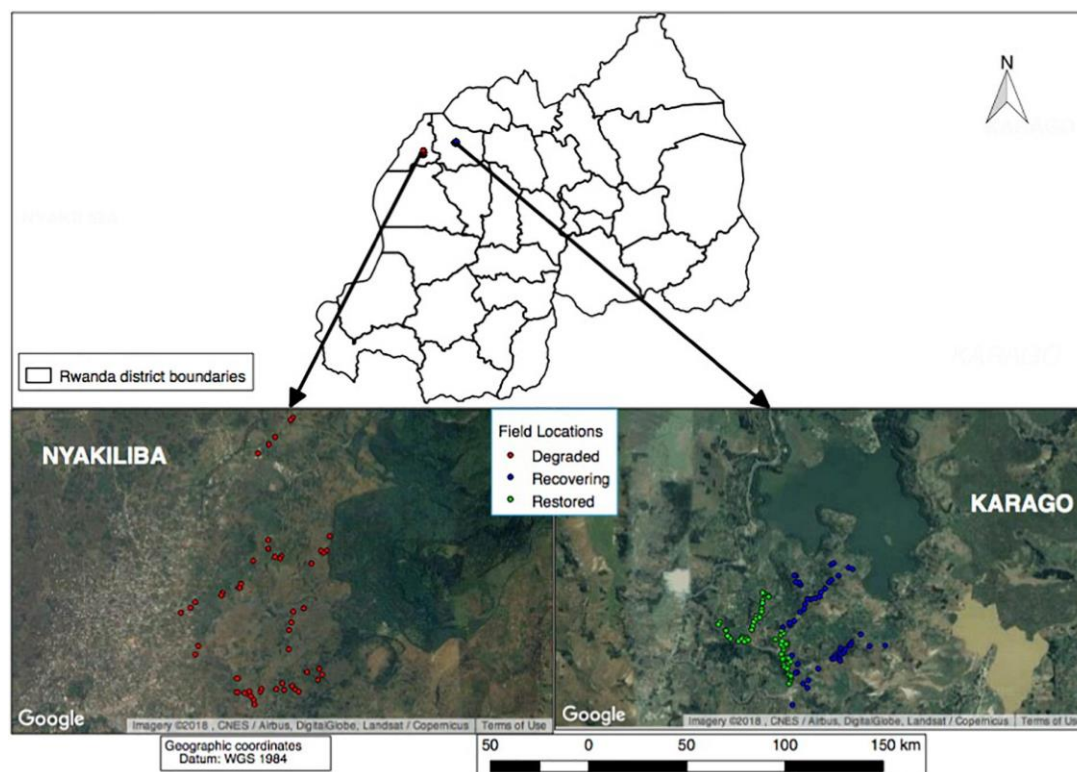 N
Rwanda district boundaries
NYAKILIBA
Field Locations
Degraded
Recovering
Restored
KARAGO
Google
Imagery ©2018 , CNES / Airbus, DigitalGlobe, Landsat / Copernicus
Terms of Use
Google
Imagery ©2018 , CNES / Airbus, DigitalGlobe, Landsat / Copernicus
Terms of Use
Geographic coordinates
Datum: WGS 1984
50 0 50 100 150 km